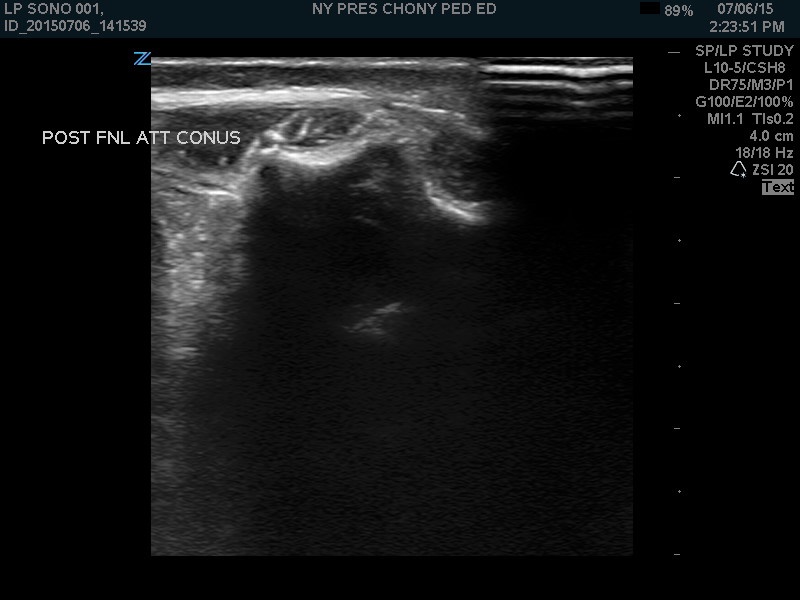 LP SONO 001,
ID_20150706_141539
NY PRES CHONY PED ED
89%
07/06/15
2:23:51 PM
Z
SP/LP STUDY
L10-5/CSH8
DR75/M3/P1
G100/E2/100%
MI1.1 TIs0.2
4.0 cm
18/18 Hz
ZSI 20
Text
POST FNL ATT CONUS